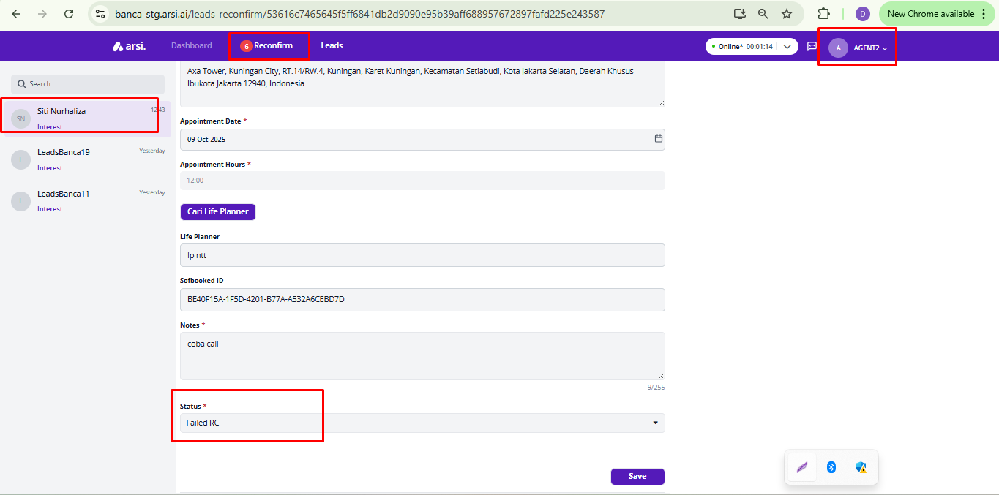 banca-stg.arsi.ai/leads-reconfirm/53616c7465645f5ff6841db2d9090e95b39aff688957672897fafd225e243587
D
New Chrome available
arsi.
Dashboard
6 Reconfirm
Leads
Online* 00:01:14
A
AGENT2
Search...
SN
Siti Nurhaliza
12:43
Interest
L
LeadsBanca19
Yesterday
Interest
L
LeadsBanca11
Yesterday
Interest
Axa Tower, Kuningan City, RT.14/RW.4, Kuningan, Karet Kuningan, Kecamatan Setiabudi, Kota Jakarta Selatan, Daerah Khusus
Ibukota Jakarta 12940, Indonesia
Appointment Date *
09-Oct-2025
Appointment Hours *
12:00
Cari Life Planner
Life Planner
lp ntt
Sofbooked ID
BE40F15A-1F5D-4201-B77A-A532A6CEBD7D
Notes *
coba call
9/255
Status *
Failed RC
Save